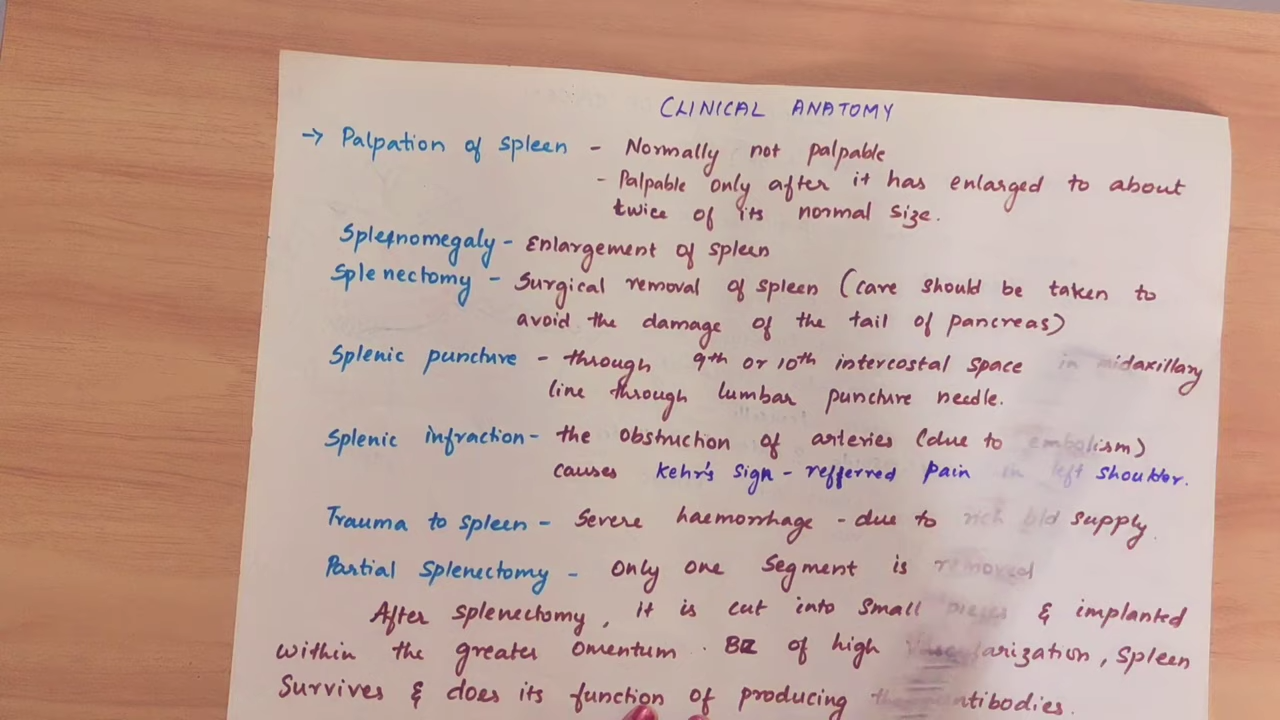 CLINICAL ANATOMY
→ Palpation of spleen - Normally not palpable
- Palpable only after it has enlarged to about
twice of its normal size.
Splenomegaly - Enlargement of spleen
Splenectomy - Surgical removal of spleen (care should be taken to
avoid the damage of the tail of pancreas)
Splenic puncture - through 9th or 10th intercostal space in midaxillary
line through lumbar puncture needle.
Splenic infraction - the obstruction of arteries (due to embolism)
causes Kehr's sign - refferred pain in left shoulder.
Trauma to spleen - Severe haemorrhage - due to rich bld supply.
Partial Splenectomy - Only one segment is removed
After splenectomy, it is cut into small pieces & implanted
within the greater omentum. BZ of high vascularization, spleen
Survives & does its function of producing antibodies.